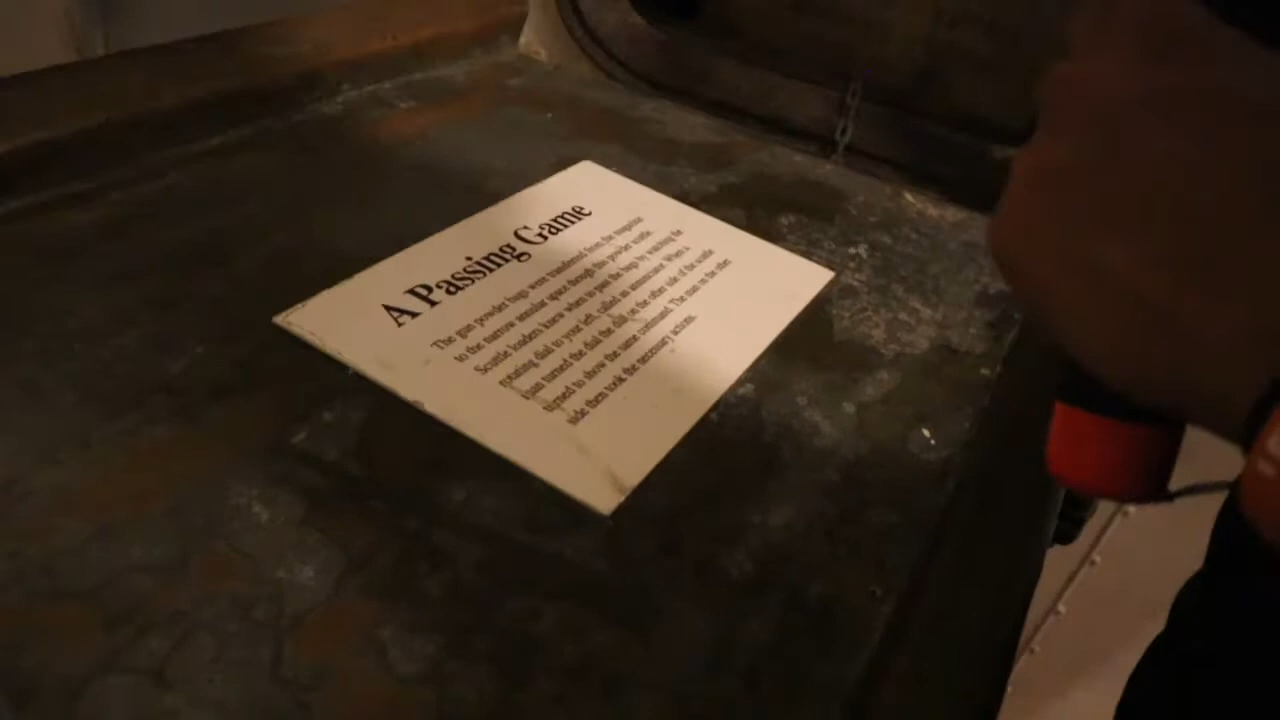 A Passing Game
The gun powder bags were transferred from the magazine
to the narrow annular space through this powder scuttle.
Scuttle loaders knew when to pass the bags by watching the
rotating dial to your left, called an annunciator. When a
man turned the dial the dial on the other side of the scuttle
turned to show the same command. The man on the other
side then took the necessary actions.